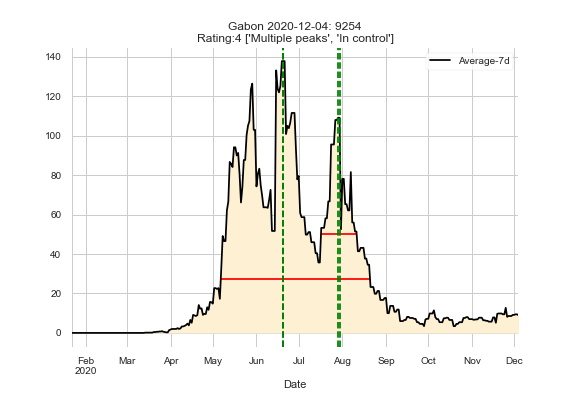 Gabon 2020-12-04: 9254
Rating:4 ['Multiple peaks', 'In control']
Average-7d
140
120
100
80
60
40
20
0
Feb Mar Apr May Jun Jul Aug Sep Oct Nov Dec
2020
Date